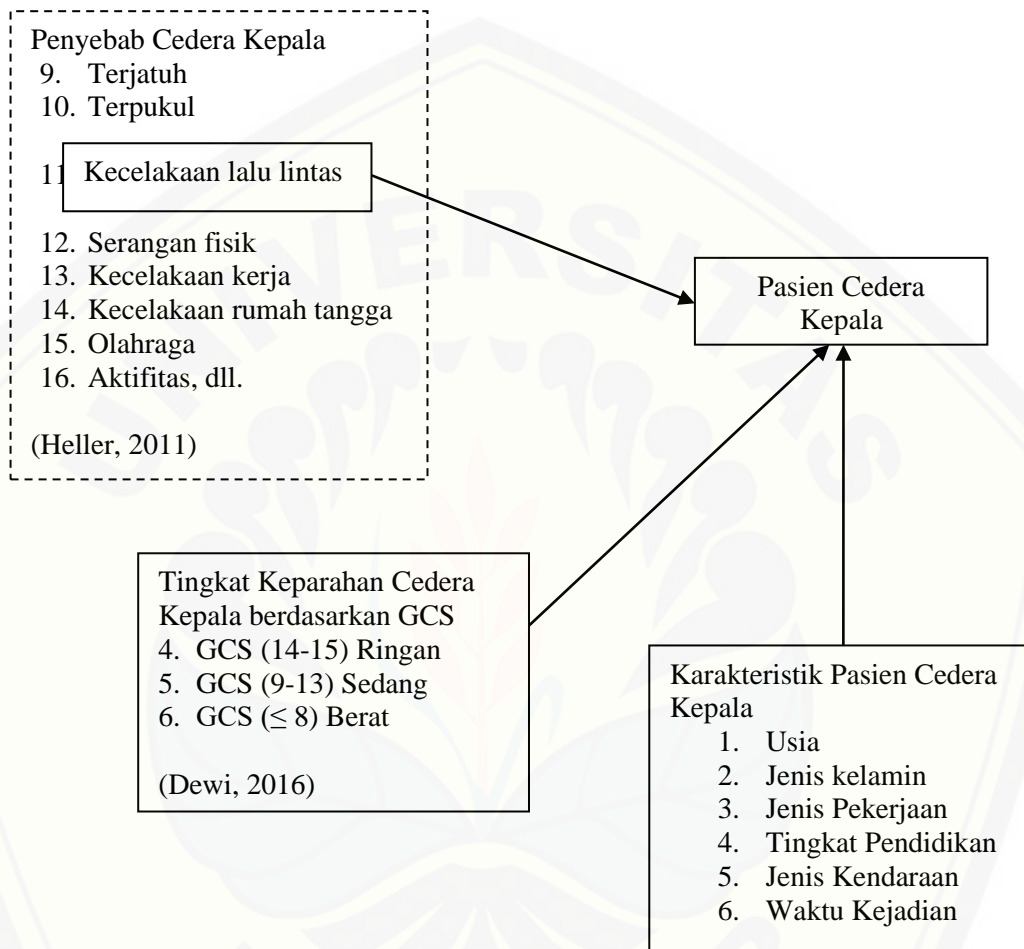 Penyebab Cedera Kepala
9. Terjatuh
10. Terpukul
11 Kecelakaan lalu lintas
12. Serangan fisik
13. Kecelakaan kerja
14. Kecelakaan rumah tangga
15. Olahraga
16. Aktifitas, dll.
(Heller, 2011)
Pasien Cedera
Kepala
Tingkat Keparahan Cedera
Kepala berdasarkan GCS
4. GCS (14-15) Ringan
5. GCS (9-13) Sedang
6. GCS (≤ 8) Berat
(Dewi, 2016)
Karakteristik Pasien Cedera
Kepala
1. Usia
2. Jenis kelamin
3. Jenis Pekerjaan
4. Tingkat Pendidikan
5. Jenis Kendaraan
6. Waktu Kejadian
UNIVERSITAS